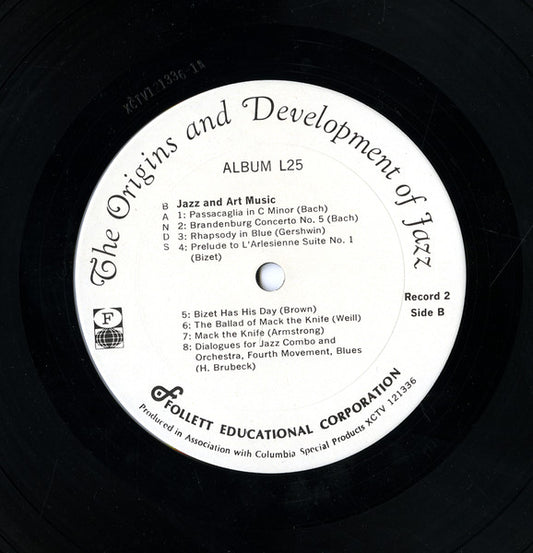 XCTV1 1336 1A
The Origins and Development of Jazz
ALBUM L25
BANDS
Jazz and Art Music
1: Passacaglia in C Minor (Bach)
2: Brandenburg Concerto No. 5 (Bach)
3: Rhapsody in Blue (Gershwin)
4: Prelude to L'Arlesienne Suite No. 1
(Bizet)
F
Record 2
Side B
5: Bizet Has His Day (Brown)
6: The Ballad of Mack the Knife (Weill)
7: Mack the Knife (Armstrong)
8: Dialogues for Jazz Combo and
Orchestra, Fourth Movement, Blues
(H. Brubeck)
FOLLETT EDUCATIONAL CORPORATION
Produced in Association with Columbia Special Products XCTV 121336